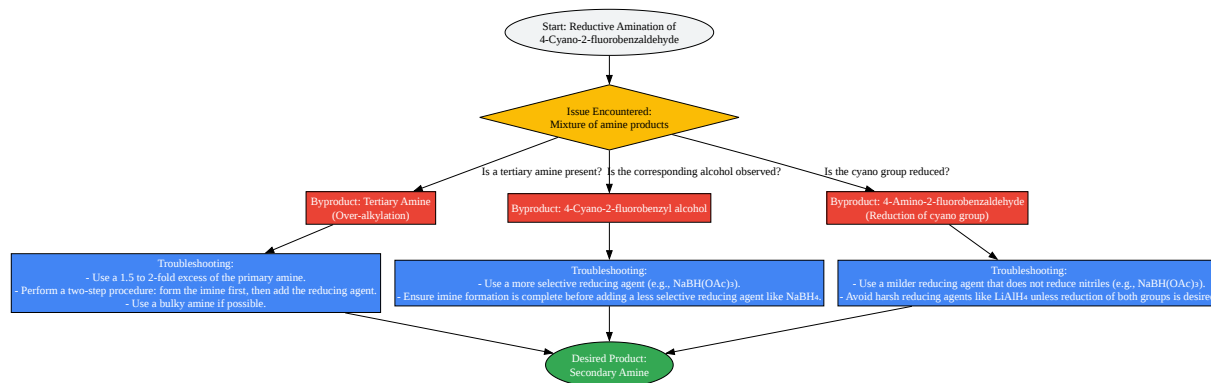 Start: Reductive Amination of
4-Cyano-2-fluorobenzaldehyde
Issue Encountered:
Mixture of amine products
Is a tertiary amine present?
Is the corresponding alcohol observed?
Is the cyano group reduced?
Byproduct: Tertiary Amine
(Over-alkylation)
Byproduct: 4-Cyano-2-fluorobenzyl alcohol
Byproduct: 4-Amino-2-fluorobenzaldehyde
(Reduction of cyano group)
Troubleshooting:
- Use a 1.5 to 2-fold excess of the primary amine.
- Perform a two-step procedure: form the imine first, then add the reducing agent.
- Use a bulky amine if possible.
Troubleshooting:
- Use a more selective reducing agent (e.g., NaBH(OAc)₃).
- Ensure imine formation is complete before adding a less selective reducing agent like NaBH₄.
Troubleshooting:
- Use a milder reducing agent that does not reduce nitriles (e.g., NaBH(OAc)₃).
- Avoid harsh reducing agents like LiAlH₄ unless reduction of both groups is desired
Desired Product:
Secondary Amine